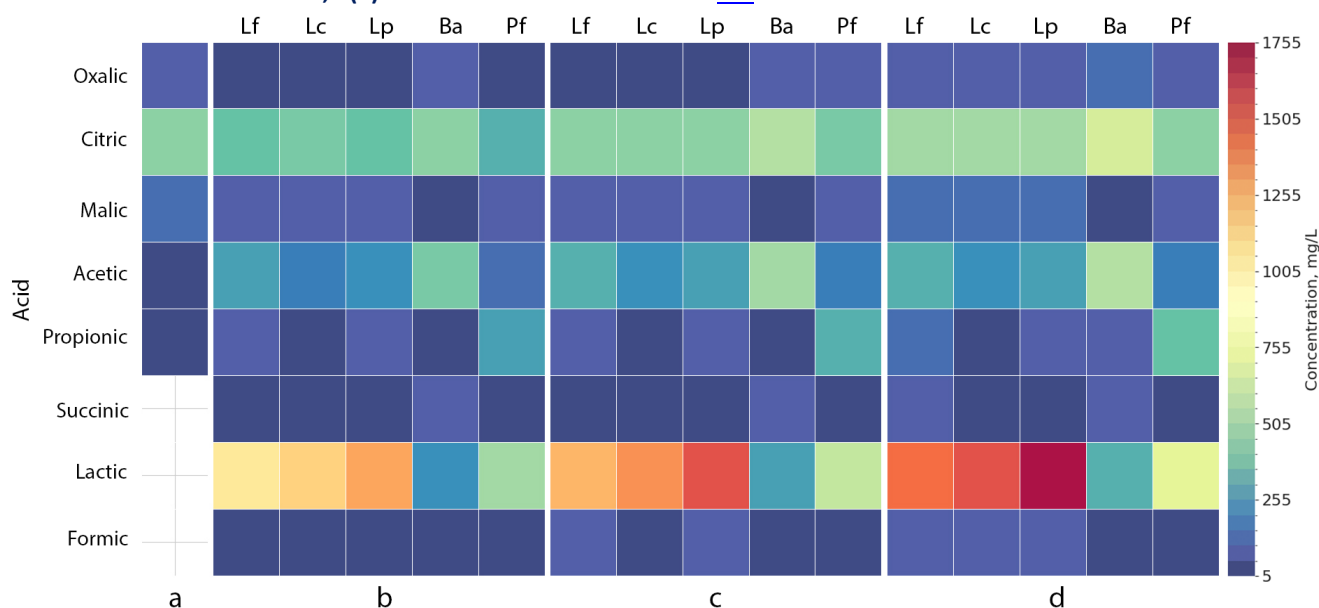 Lf Lc Lp Ba Pf Lf Lc Lp Ba Pf Lf Lc Lp Ba Pf
Oxalic
Citric
Malic
Acetic
Propionic
Succinic
Lactic
Formic
Acid
a b c d
1755
1505
1255
1005
755
505
255
5
Concentration, mg/L